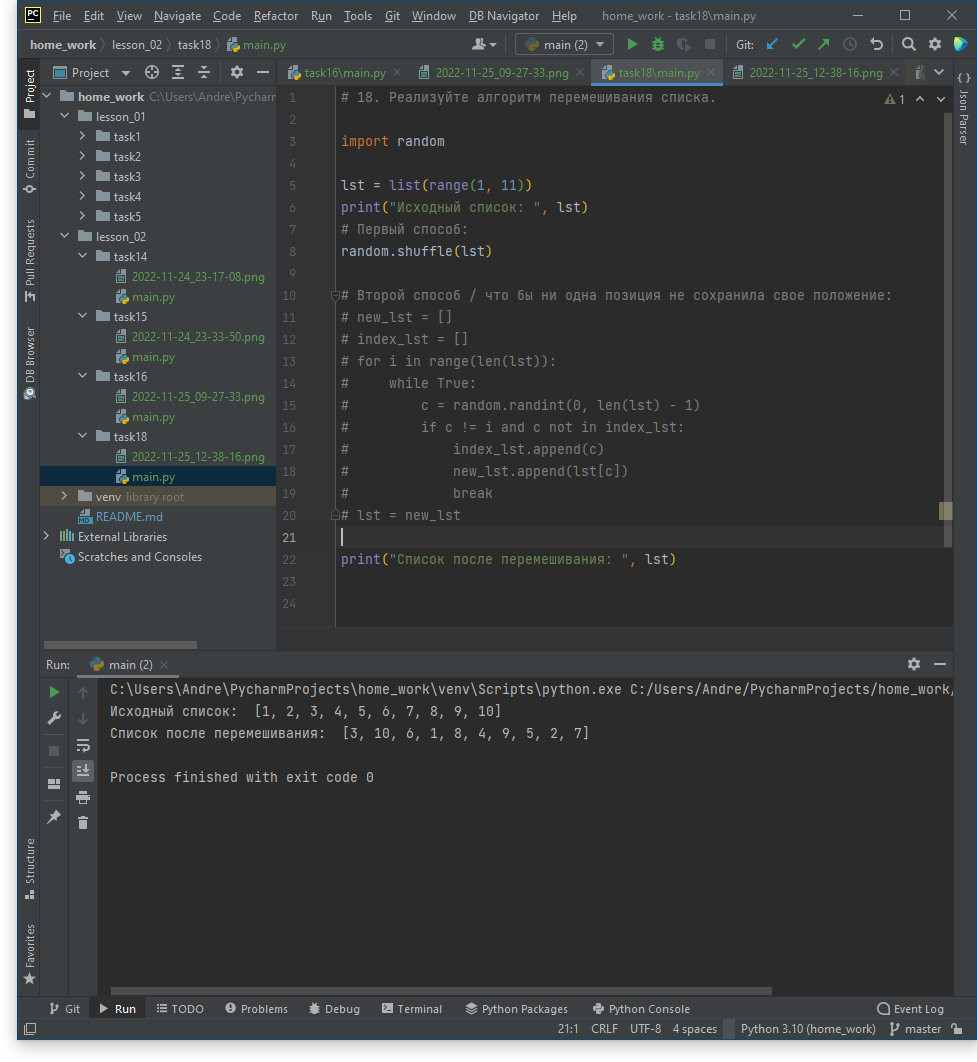 PC File Edit View Navigate Code Refactor Run Tools Git Window DB Navigator Help home_work - task18\main.py
home_work lesson_02 task18 main.py main (2) Git:
Project task16\main.py 2022-11-25_09-27-33.png task18\main.py 2022-11-25_12-38-16.png
home_work C:\Users\Andre\Pycharm
lesson_01
task1
task2
task3
task4
task5
lesson_02
task14
2022-11-24_23-17-08.png
main.py
task15
2022-11-24_23-33-50.png
main.py
task16
2022-11-25_09-27-33.png
main.py
task18
2022-11-25_12-38-16.png
main.py
venv library root
README.md
External Libraries
Scratches and Consoles
Project
Commit
Pull Requests
DB Browser
Structure
Favorites
1 # 18. Реализуйте алгоритм перемешивания списка.
2
3 import random
4
5 lst = list(range(1, 11))
6 print("Исходный список: ", lst)
7 # Первый способ:
8 random.shuffle(lst)
9
10 # Второй способ / что бы ни одна позиция не сохранила свое положение:
11 # new_lst = []
12 # index_lst = []
13 # for i in range(len(lst)):
14 #     while True:
15 #         c = random.randint(0, len(lst) - 1)
16 #         if c != i and c not in index_lst:
17 #             index_lst.append(c)
18 #             new_lst.append(lst[c])
19 #             break
20 # lst = new_lst
21
22 print("Список после перемешивания: ", lst)
23
24
1
Json Parser
Run: main (2)
C:\Users\Andre\PycharmProjects\home_work\venv\Scripts\python.exe C:/Users/Andre/PycharmProjects/home_work/
Исходный список:  [1, 2, 3, 4, 5, 6, 7, 8, 9, 10]
Список после перемешивания:  [3, 10, 6, 1, 8, 4, 9, 5, 2, 7]
Process finished with exit code 0
Git Run TODO Problems Debug Terminal Python Packages Python Console Event Log
21:1 CRLF UTF-8 4 spaces Python 3.10 (home_work) master